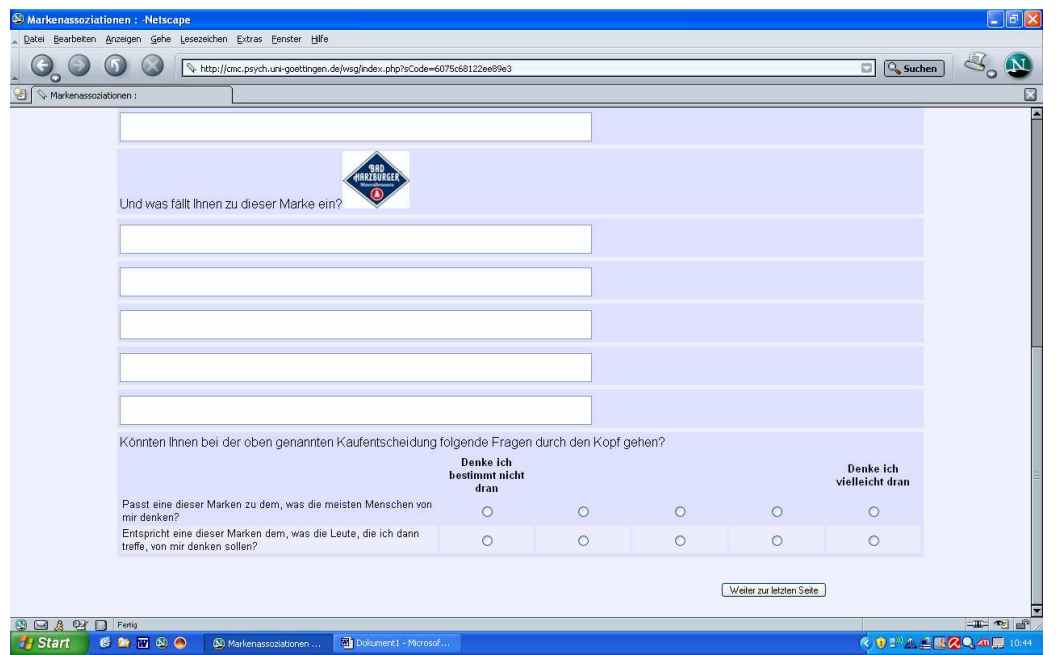 Markenassoziationen : -Netscape
Datei Bearbeiten Anzeigen Gehe Lesezeichen Extras Fenster Hilfe
http://cmc.psych.uni-goettingen.de/wsg/index.php?sCode=6075c68122ee89e3
Suchen
N
Markenassoziationen :
BAD
HARZBURGER
Mineralbrunnen
Und was fällt Ihnen zu dieser Marke ein?
Könnten Ihnen bei der oben genannten Kaufentscheidung folgende Fragen durch den Kopf gehen?
Denke ich
bestimmt nicht
dran
Denke ich
vielleicht dran
Passt eine dieser Marken zu dem, was die meisten Menschen von
mir denken?
Entspricht eine dieser Marken dem, was die Leute, die ich dann
treffe, von mir denken sollen?
Weiter zur letzten Seite
Fertig
Start
Markenassoziationen ...
Dokument1 - Microsof...
10:44